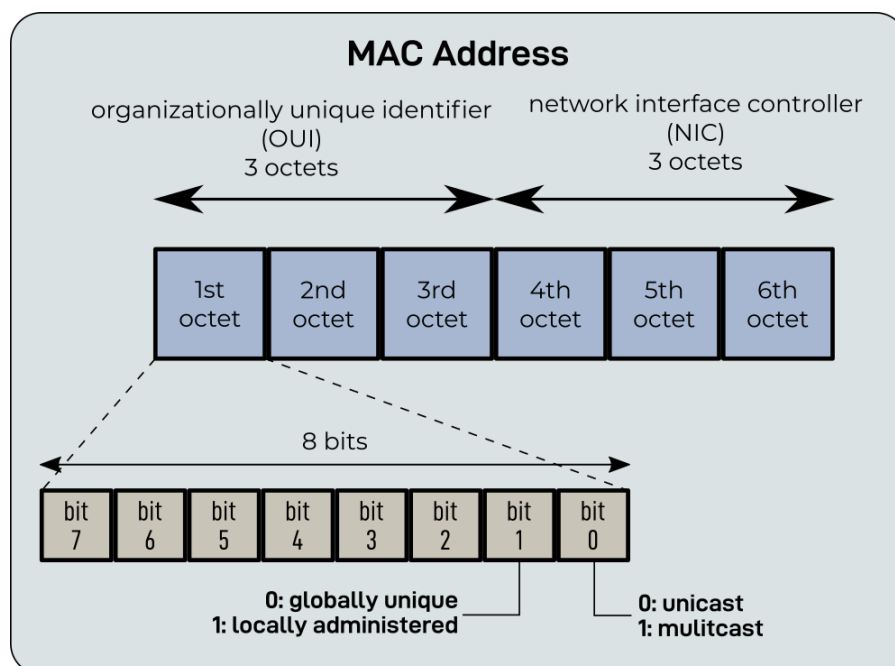 MAC Address
organizationally unique identifier
(OUI)
3 octets
network interface controller
(NIC)
3 octets
1st
octet
2nd
octet
3rd
octet
4th
octet
5th
octet
6th
octet
8 bits
bit
7
bit
6
bit
5
bit
4
bit
3
bit
2
bit
1
bit
0
0: globally unique
1: locally administered
0: unicast
1: mulitcast